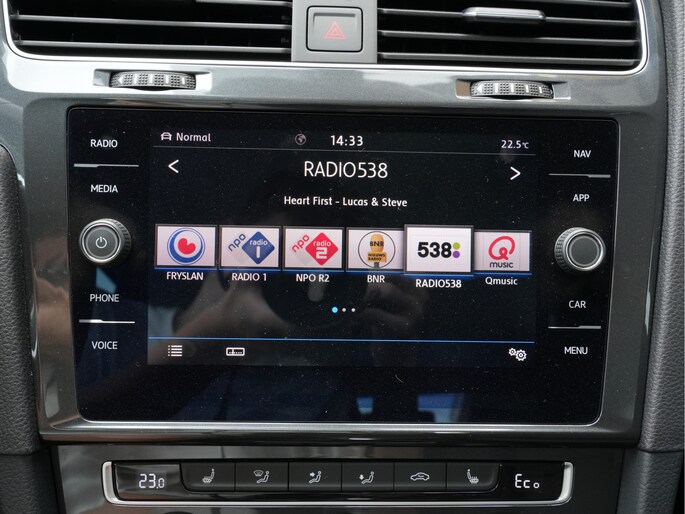 RADIO
MEDIA
PHONE
VOICE
Normal
14:33
22.5°C
RADIO538
Heart First - Lucas & Steve
npo radio 1
npo radio 2
BNR NIEUWS RADIO
538
Q MUSIC
FRYSLAN
RADIO 1
NPO R2
BNR
RADIO538
Qmusic
NAV
APP
CAR
MENU
23.0
Eco